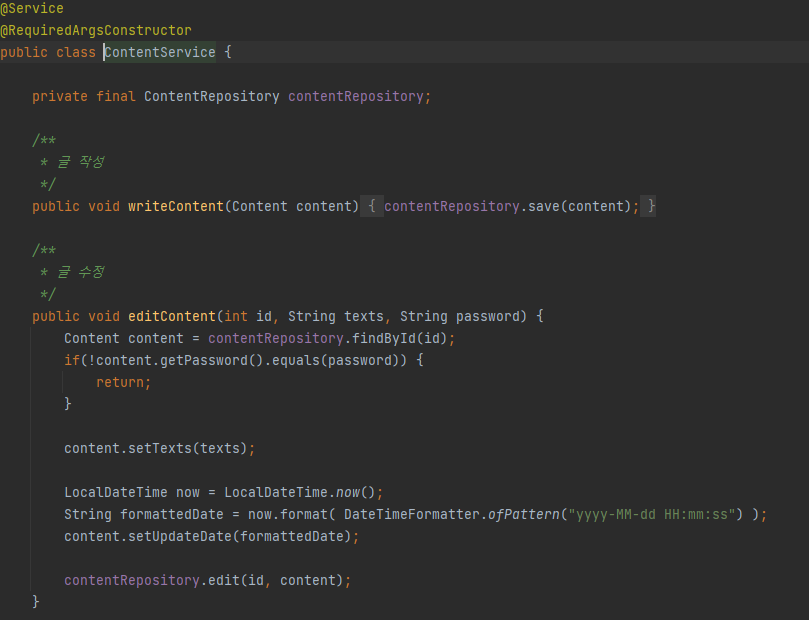 @Service
@RequiredArgsConstructor
public class ContentService {
private final ContentRepository contentRepository;
/**
* 글 작성
*/
public void writeContent(Content content) { contentRepository.save(content); }
/**
* 글 수정
*/
public void editContent(int id, String texts, String password) {
Content content = contentRepository.findById(id);
if(!content.getPassword().equals(password)) {
return;
}
content.setTexts(texts);
LocalDateTime now = LocalDateTime.now();
String formattedDate = now.format( DateTimeFormatter.ofPattern("yyyy-MM-dd HH:mm:ss") );
content.setUpdateDate(formattedDate);
contentRepository.edit(id, content);
}